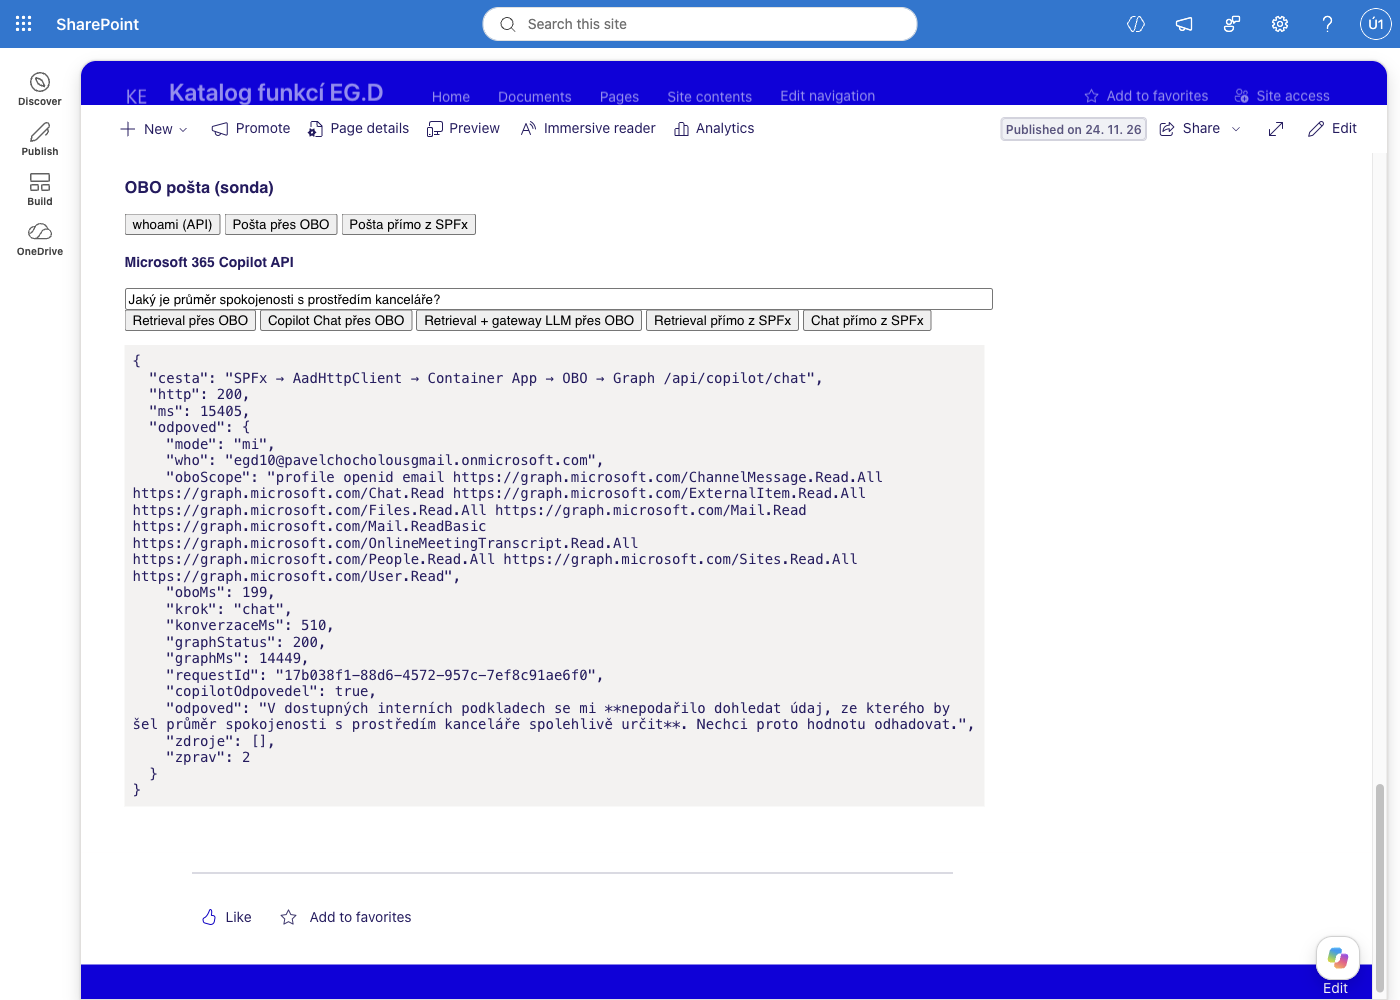 SharePoint
Search this site
Ú1
Discover
Publish
Build
OneDrive
KE
Katalog funkcí EG.D
Home
Documents
Pages
Site contents
Edit navigation
Add to favorites
Site access
New
Promote
Page details
Preview
Immersive reader
Analytics
Published on 24. 11. 26
Share
Edit
OBO pošta (sonda)
whoami (API)
Pošta přes OBO
Pošta přímo z SPFx
Microsoft 365 Copilot API
Jaký je průměr spokojenosti s prostředím kanceláře?
Retrieval přes OBO
Copilot Chat přes OBO
Retrieval + gateway LLM přes OBO
Retrieval přímo z SPFx
Chat přímo z SPFx
{
"cesta": "SPFx → AadHttpClient → Container App → OBO → Graph /api/copilot/chat",
"http": 200,
"ms": 15405,
"odpoved": {
"mode": "mi",
"who": "egd10@pavelchocholousgmail.onmicrosoft.com",
"oboScope": "profile openid email https://graph.microsoft.com/ChannelMessage.Read.All
https://graph.microsoft.com/Chat.Read https://graph.microsoft.com/ExternalItem.Read.All
https://graph.microsoft.com/Files.Read.All https://graph.microsoft.com/Mail.Read
https://graph.microsoft.com/Mail.ReadBasic
https://graph.microsoft.com/OnlineMeetingTranscript.Read.All
https://graph.microsoft.com/People.Read.All https://graph.microsoft.com/Sites.Read.All
https://graph.microsoft.com/User.Read",
"oboMs": 199,
"krok": "chat",
"konverzaceMs": 510,
"graphStatus": 200,
"graphMs": 14449,
"requestId": "17b038f1-88d6-4572-957c-7ef8c91ae6f0",
"copilotOdpovedel": true,
"odpoved": "V dostupných interních podkladech se mi **nepodařilo dohledat údaj, ze kterého by
šel průměr spokojenosti s prostředím kanceláře spolehlivě určit**. Nechci proto hodnotu odhadovat.",
"zdroje": [],
"zprav": 2
}
}
Like
Add to favorites
Edit